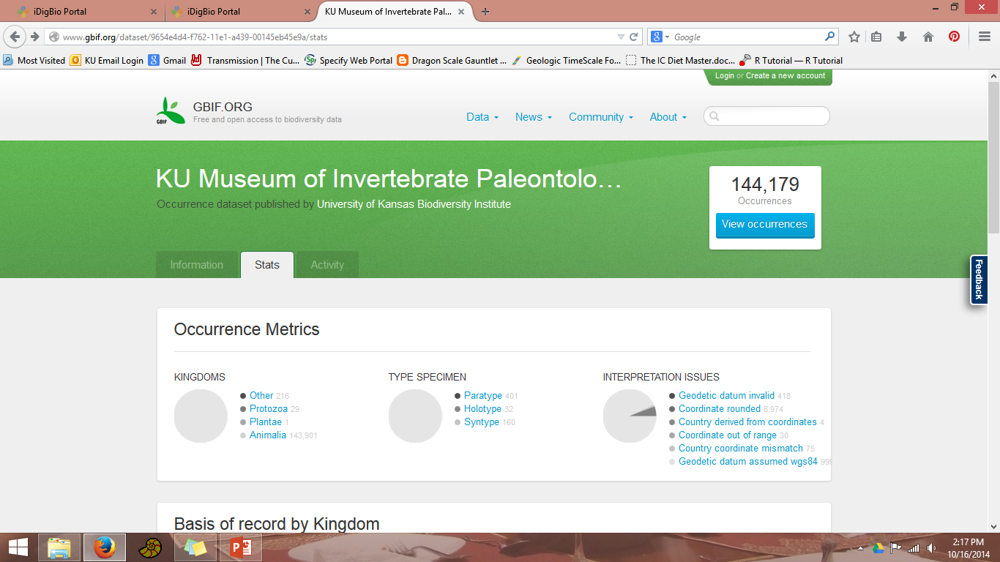 iDigBio Portal
iDigBio Portal
KU Museum of Invertebrate Pal...
www.gbif.org/dataset/9654e4d4-f762-11e1-a439-00145eb45e9a/stats
Google
Most Visited
KU Email Login
Gmail
Transmission | The Cu...
Specify Web Portal
Dragon Scale Gauntlet ...
Geologic TimeScale Fo...
The IC Diet Master.doc...
R Tutorial — R Tutorial
Login or Create a new account
GBIF
GBIF.ORG
Free and open access to biodiversity data
Data
News
Community
About
KU Museum of Invertebrate Paleontolo...
Occurrence dataset published by University of Kansas Biodiversity Institute
144,179
Occurrences
View occurrences
Information
Stats
Activity
Feedback
Occurrence Metrics
KINGDOMS
Other 216
Protozoa 29
Plantae 1
Animalia 143,901
TYPE SPECIMEN
Paratype 401
Holotype 32
Syntype 160
INTERPRETATION ISSUES
Geodetic datum invalid 418
Coordinate rounded 8,974
Country derived from coordinates 4
Coordinate out of range 30
Country coordinate mismatch 75
Geodetic datum assumed wgs84
Basis of record by Kingdom
2:17 PM
10/16/2014